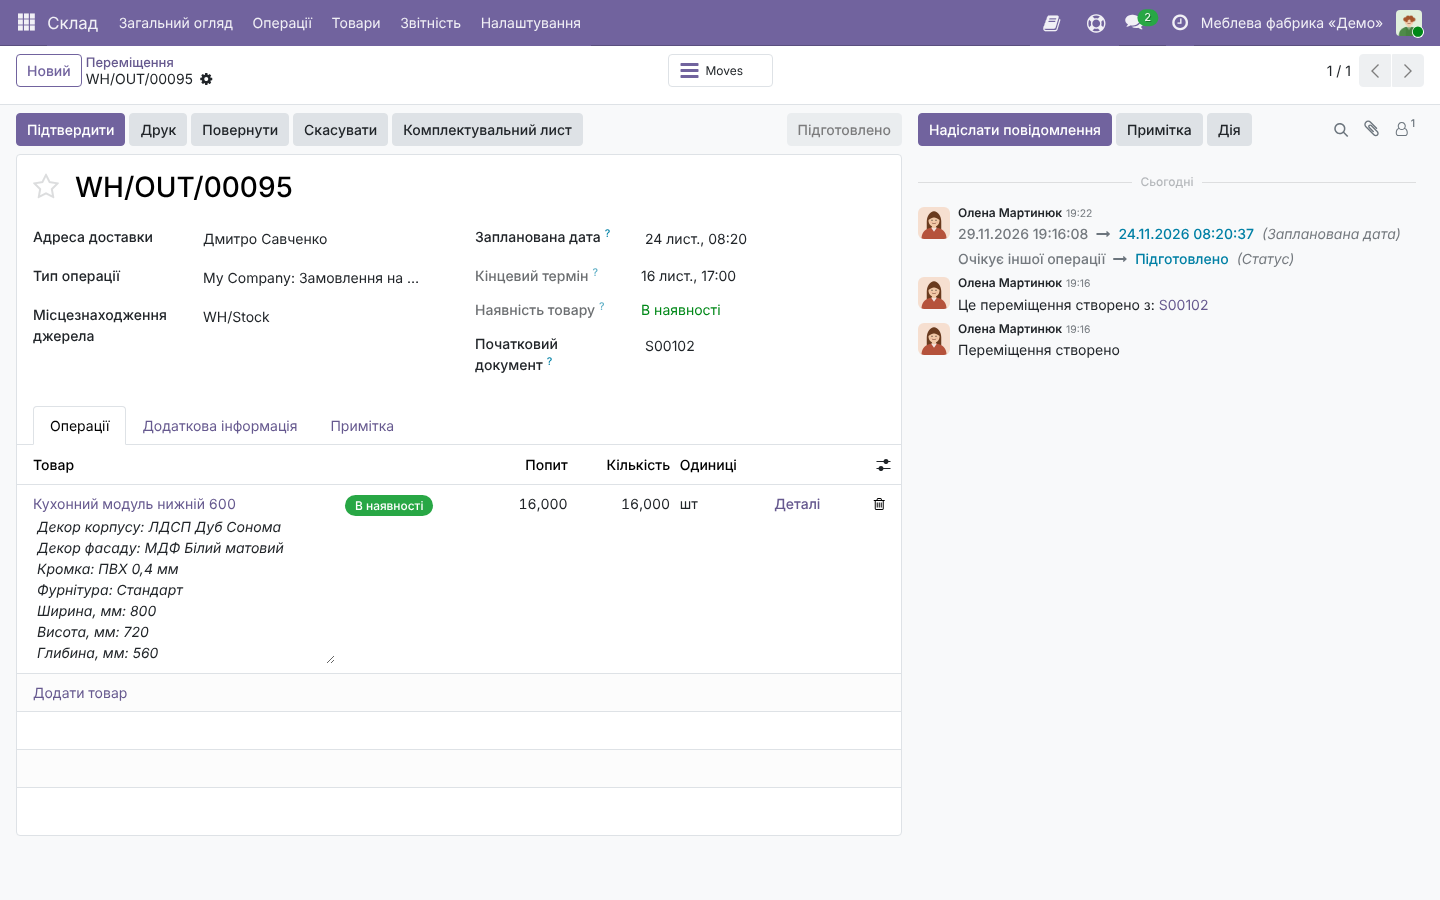 Склад Загальний огляд Операції Товари Звітність Налаштування 2 Меблева фабрика «Демо»
Новий Переміщення
WH/OUT/00095
Moves
1 / 1
Підтвердити Друк Повернути Скасувати Комплектувальний лист Підготовлено
Надіслати повідомлення Примітка Дія 1
WH/OUT/00095
Адреса доставки Дмитро Савченко
Тип операції My Company: Замовлення на ...
Місцезнаходження джерела WH/Stock
Запланована дата ? 24 лист., 08:20
Кінцевий термін ? 16 лист., 17:00
Наявність товару ? В наявності
Початковий документ ? S00102
Операції Додаткова інформація Примітка
Товар Попит Кількість Одиниці
Кухонний модуль нижній 600 В наявності 16,000 16,000 шт Деталі
Декор корпусу: ЛДСП Дуб Сонома
Декор фасаду: МДФ Білий матовий
Кромка: ПВХ 0,4 мм
Фурнітура: Стандарт
Ширина, мм: 800
Висота, мм: 720
Глибина, мм: 560
Додати товар
Сьогодні
Олена Мартинюк 19:22
29.11.2026 19:16:08 → 24.11.2026 08:20:37 (Запланована дата)
Очікує іншої операції → Підготовлено (Статус)
Олена Мартинюк 19:16
Це переміщення створено з: S00102
Олена Мартинюк 19:16
Переміщення створено